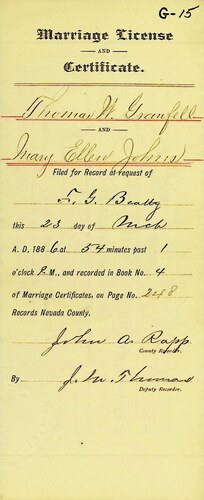 G-15
Marriage License
AND
Certificate.
Thomas W. Granfell
AND
Mary Ellen Johns
Filed for Record at request of
F. G. Beatty
this 23 day of Mch
A. D. 1886 at 54 minutes past 1
o'clock P. M., and recorded in Book No. 4
of Marriage Certificates, on Page No. 248
Records Nevada County.
John A. Rapp
County Recorder.
By J. M. Thomas
Deputy Recorder.